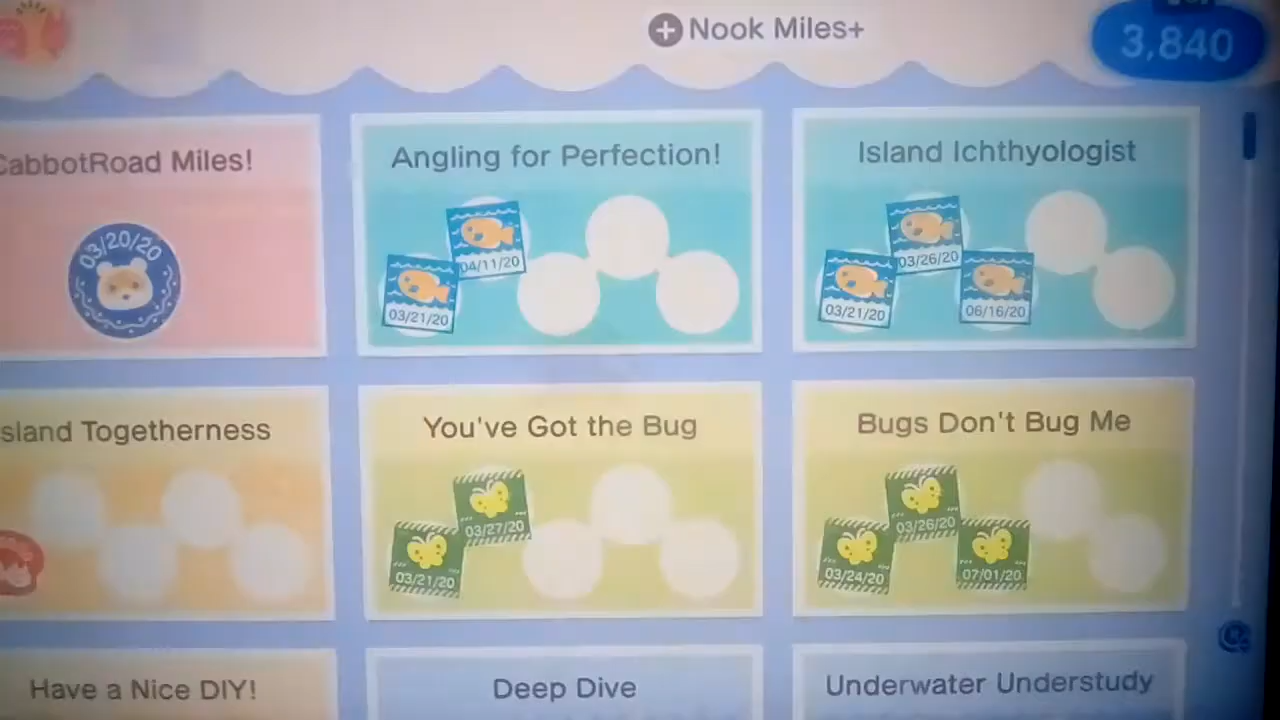 Nook Miles+
3,840
CabbotRoad Miles!
03/20/20
Angling for Perfection!
03/21/20
04/11/20
Island Ichthyologist
03/21/20
03/26/20
06/16/20
sland Togetherness
You've Got the Bug
03/21/20
03/27/20
Bugs Don't Bug Me
03/24/20
03/26/20
07/01/20
Have a Nice DIY!
Deep Dive
Underwater Understudy